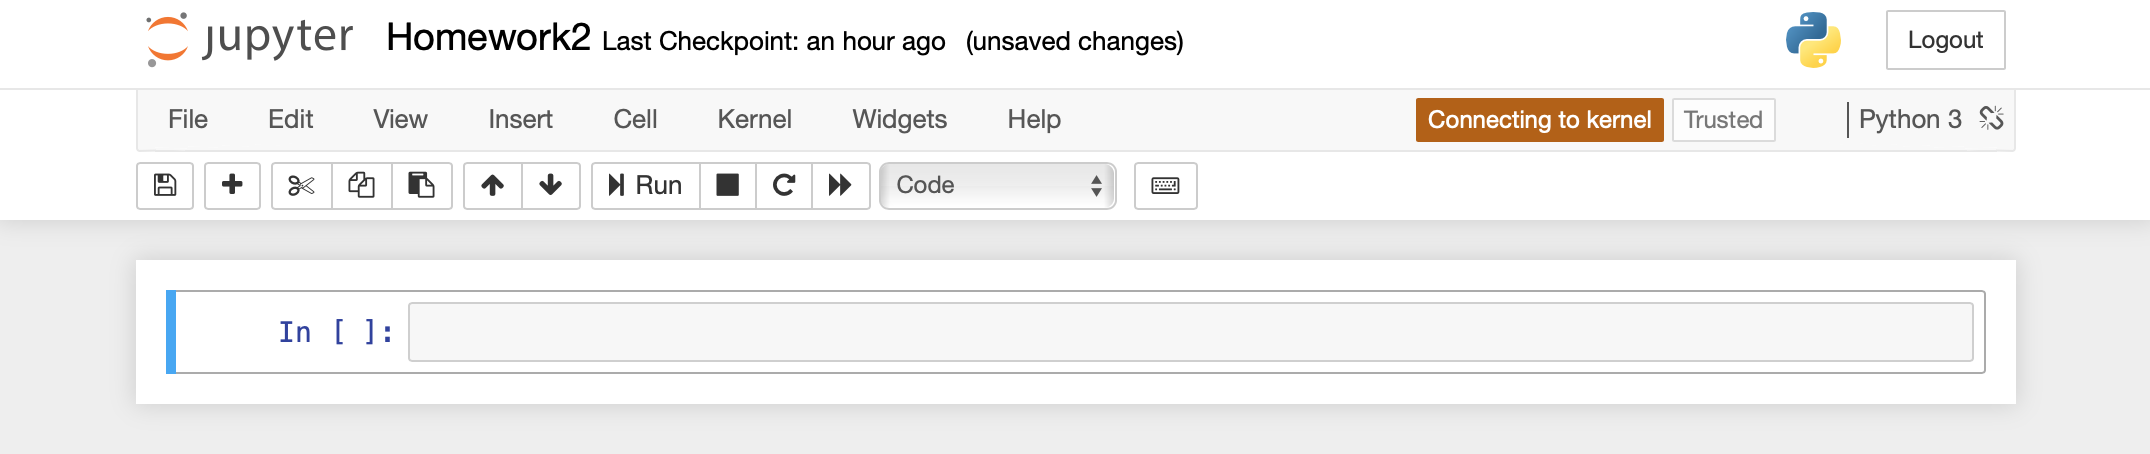 jupyter Homework2 Last Checkpoint: an hour ago (unsaved changes) Logout
File Edit View Insert Cell Kernel Widgets Help Connecting to kernel Trusted Python 3
Run Code
In [ ]: